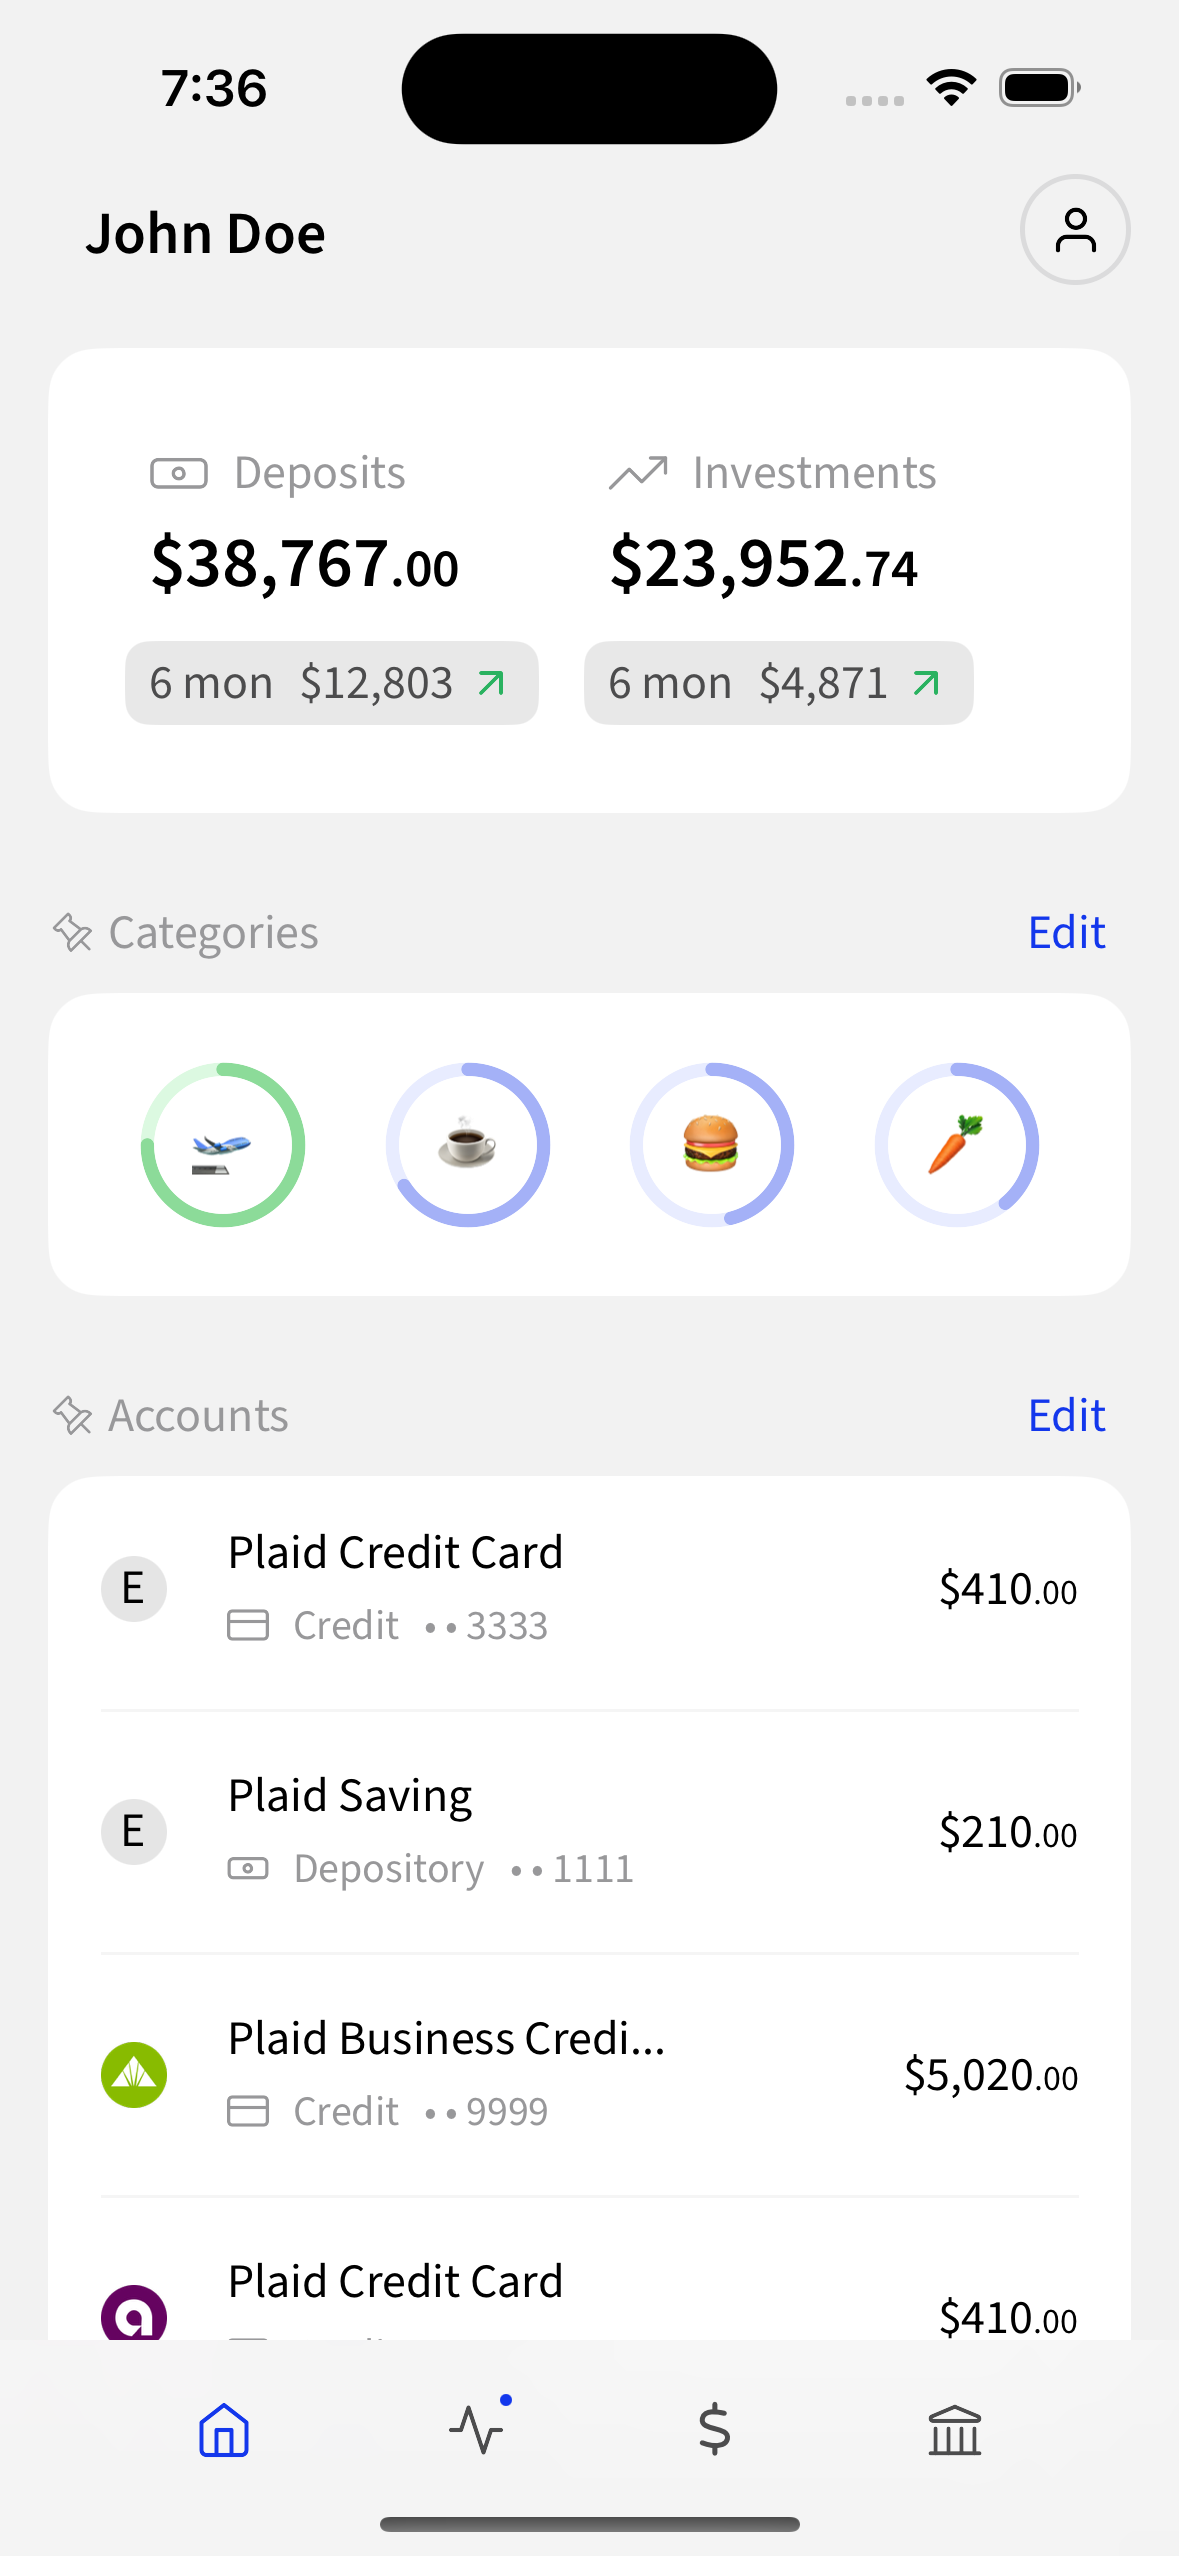 7:36
John Doe
Deposits
Investments
$38,767.00
$23,952.74
6 mon $12,803
6 mon $4,871
Categories
Edit
Accounts
Edit
E
Plaid Credit Card
Credit ••3333
$410.00
E
Plaid Saving
Depository ••1111
$210.00
Plaid Business Credi...
Credit ••9999
$5,020.00
a
Plaid Credit Card
$410.00
$